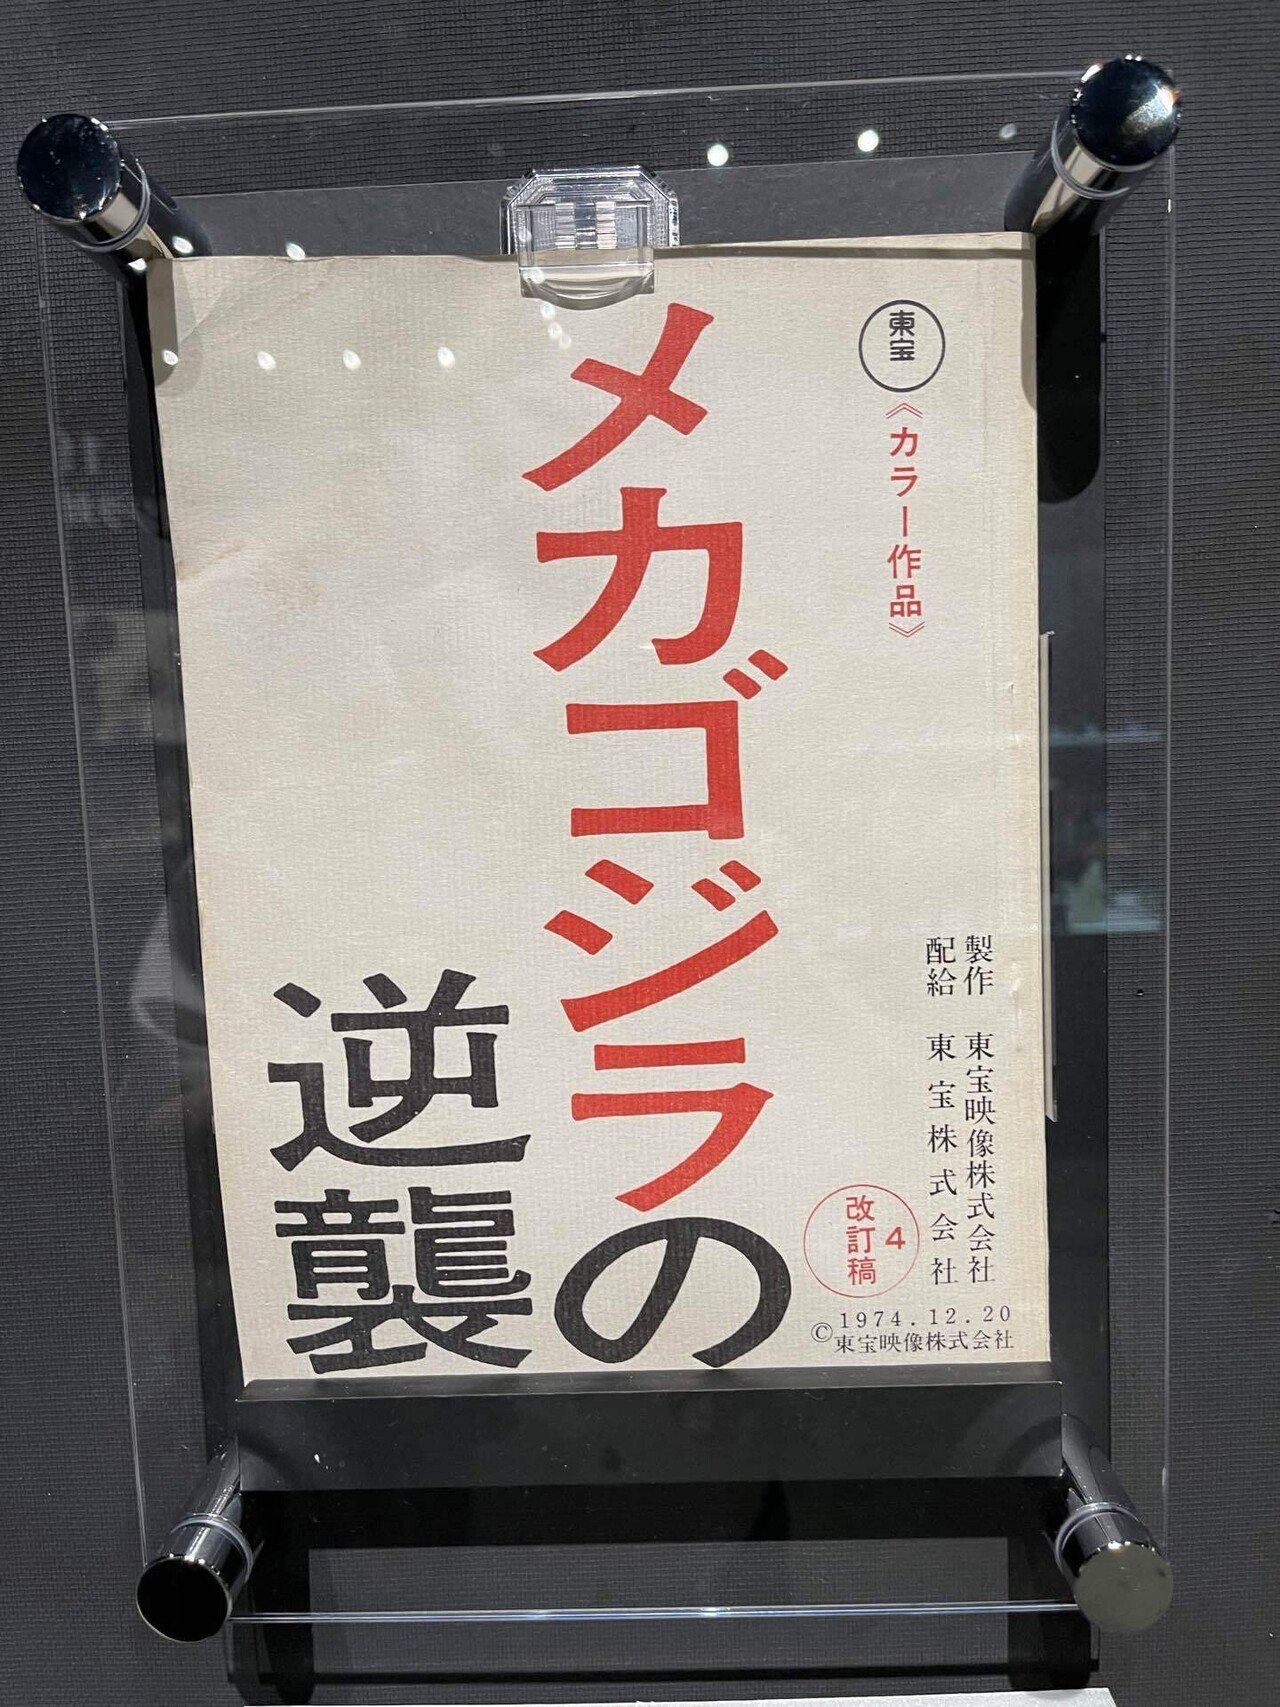 東宝
《カラー作品》
製作 東宝映像株式会社
配給 東宝株式会社
メカゴジラの
逆襲
改訂稿4
1974.12.20
©東宝映像株式会社